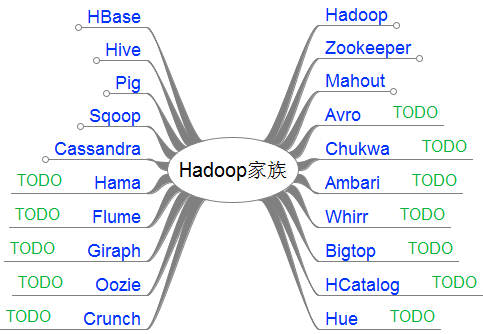 HBase
Hive
Pig
Sqoop
Cassandra
TODO Hama
TODO Flume
TODO Giraph
TODO Oozie
TODO Crunch
Hadoop家族
Hadoop
Zookeeper
Mahout
Avro TODO
Chukwa TODO
Ambari TODO
Whirr TODO
Bigtop TODO
HCatalog TODO
Hue TODO